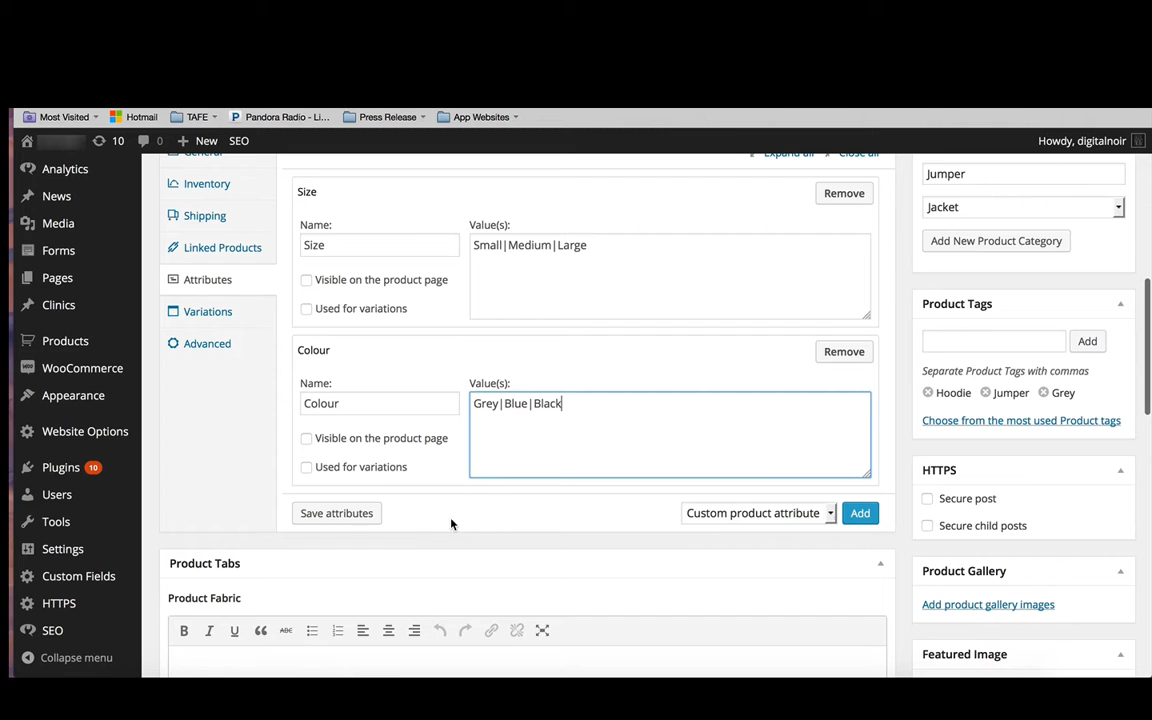 Most Visited
Hotmail
TAFE
Pandora Radio - Li...
Press Release
App Websites
10
0
New
SEO
Howdy, digitalnoir
Analytics
News
Media
Forms
Pages
Clinics
Products
WooCommerce
Appearance
Website Options
Plugins 10
Users
Tools
Settings
Custom Fields
HTTPS
SEO
Collapse menu
General
Inventory
Shipping
Linked Products
Attributes
Variations
Advanced
Expand all
Close all
Size
Remove
Name:
Value(s):
Size
Small|Medium|Large
Visible on the product page
Used for variations
Colour
Remove
Name:
Value(s):
Colour
Grey|Blue|Black
Visible on the product page
Used for variations
Save attributes
Custom product attribute
Add
Product Tabs
Product Fabric
B I U ABC
Jumper
Jacket
Add New Product Category
Product Tags
Add
Separate Product Tags with commas
Hoodie Jumper Grey
Choose from the most used Product tags
HTTPS
Secure post
Secure child posts
Product Gallery
Add product gallery images
Featured Image